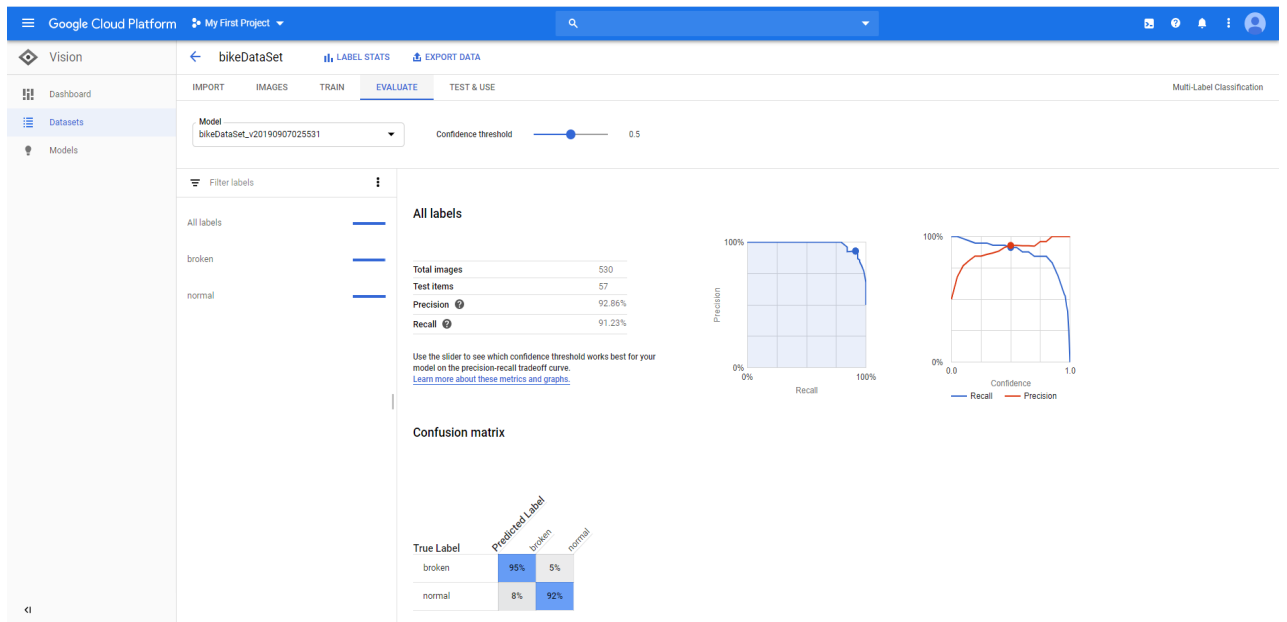 Google Cloud Platform My First Project
Vision
bikeDataSet LABEL STATS EXPORT DATA
Dashboard
Datasets
Models
IMPORT IMAGES TRAIN EVALUATE TEST & USE Multi-Label Classification
Model
bikeDataSet_v20190907025531
Confidence threshold 0.5
Filter labels
All labels
broken
normal
All labels
Total images 530
Test items 57
Precision ? 92.86%
Recall ? 91.23%
Use the slider to see which confidence threshold works best for your
model on the precision-recall tradeoff curve.
Learn more about these metrics and graphs.
100%
Precision
0%
0% 100%
Recall
100%
0%
0.0 1.0
Confidence
Recall Precision
Confusion matrix
Predicted Label
broken
normal
True Label
broken 95% 5%
normal 8% 92%